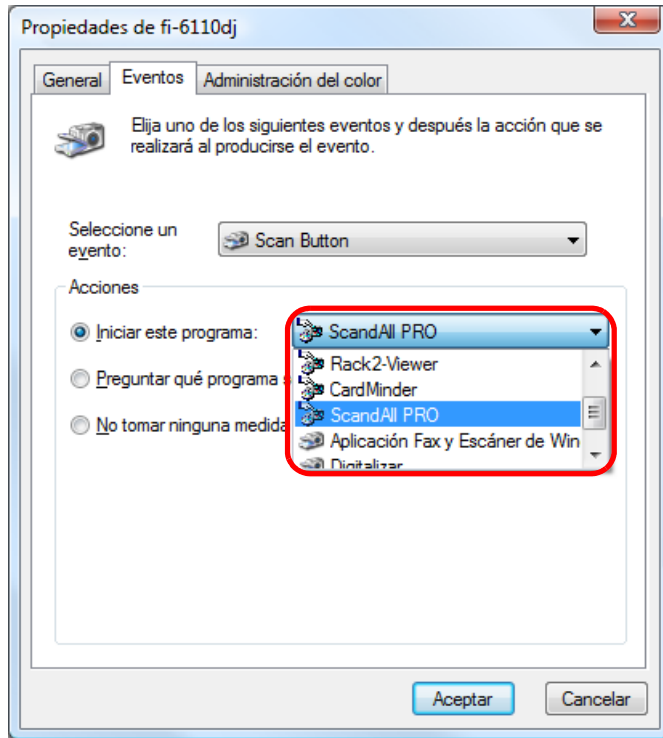 Propiedades de fi-6110dj
General Eventos Administración del color
Elija uno de los siguientes eventos y después la acción que se
realizará al producirse el evento.
Seleccione un
evento:
Scan Button
Acciones
Iniciar este programa:
ScandAll PRO
Rack2-Viewer
Preguntar qué programa
CardMinder
ScandAll PRO
No tomar ninguna medida
Aplicación Fax y Escáner de Win
Digitalizar
Aceptar Cancelar